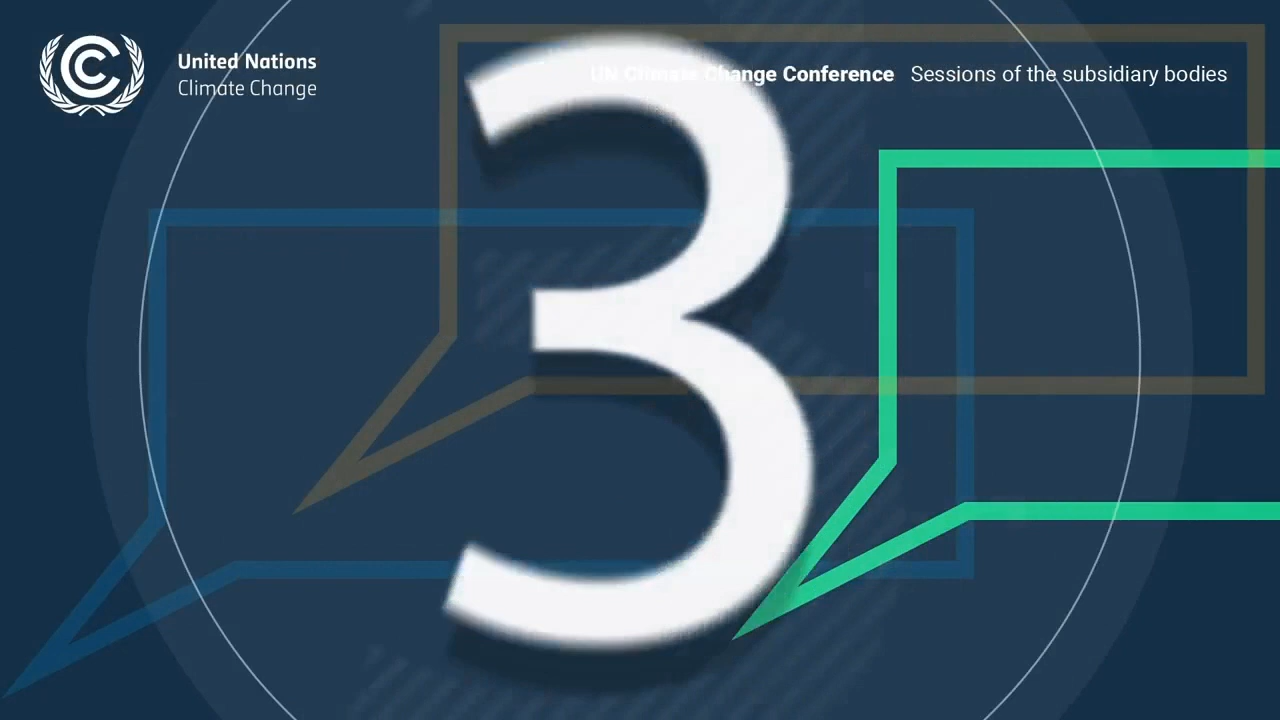 United Nations
Climate Change
UN Climate Change Conference Sessions of the subsidiary bodies
3